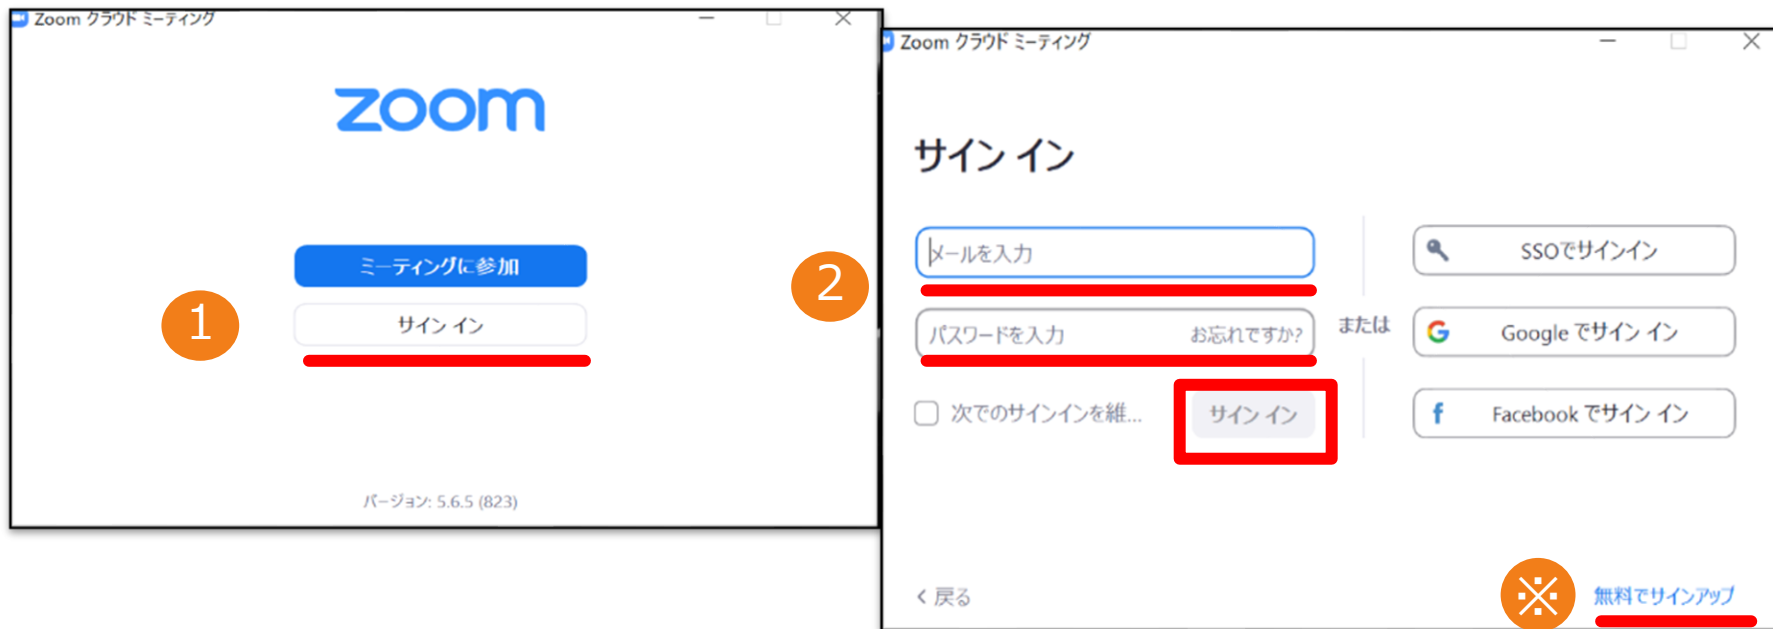 Zoom クラウド ミーティング
zoom
ミーティングに参加
1
サイン イン
バージョン: 5.6.5 (823)
Zoom クラウド ミーティング
サイン イン
2
メールを入力
パスワードを入力 お忘れですか?
次でのサインインを維...
サイン イン
または
SSOでサインイン
Google でサイン イン
Facebook でサイン イン
< 戻る
※
無料でサインアップ